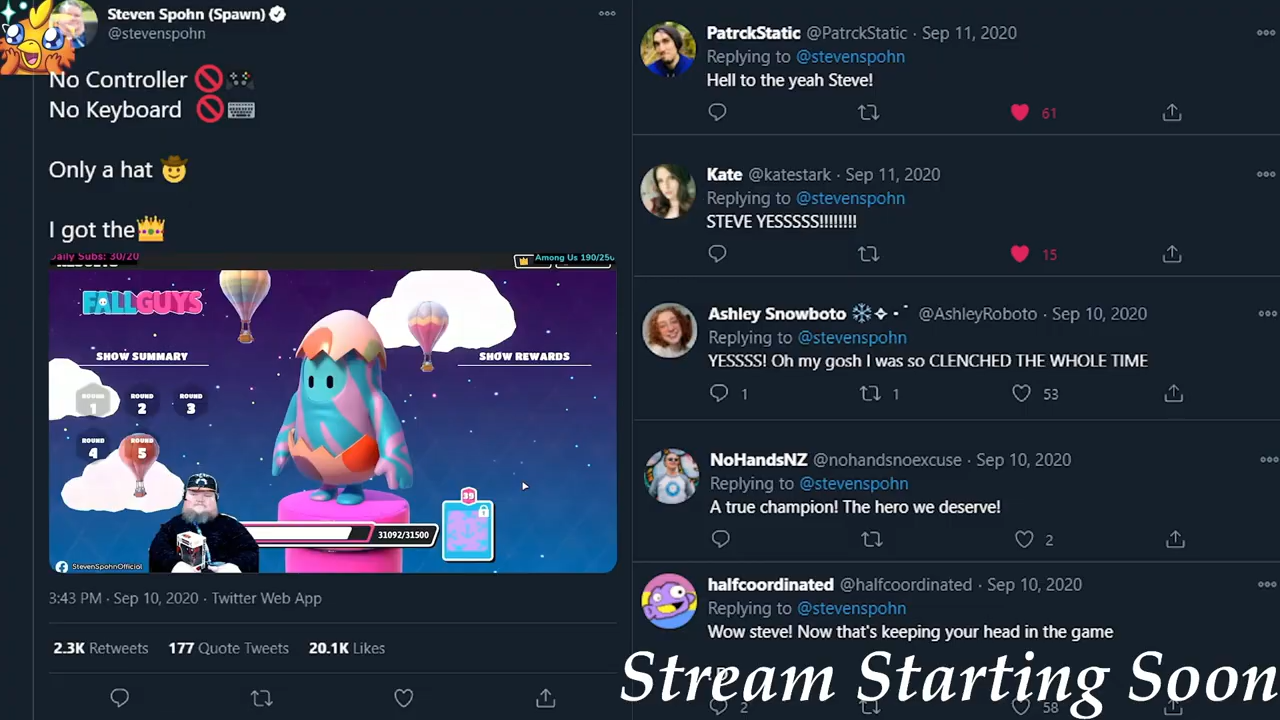 Steven Spohn (Spawn)
@stevenspohn
No Controller 🚫🎮
No Keyboard 🚫⌨
Only a hat 🤠
I got the👑
Daily Subs: 30/20
Among Us 190/250
FALL GUYS
SHOW SUMMARY
SHOW REWARDS
ROUND 1
ROUND 2
ROUND 3
ROUND 4
ROUND 5
39
31092/31500
StevenSpohnOfficial
3:43 PM · Sep 10, 2020 · Twitter Web App
2.3K Retweets 177 Quote Tweets 20.1K Likes
PatrckStatic @PatrckStatic · Sep 11, 2020
Replying to @stevenspohn
Hell to the yeah Steve!
61
Kate @katestark · Sep 11, 2020
Replying to @stevenspohn
STEVE YESSSSS!!!!!!!!
15
Ashley Snowboto ❄ @AshleyRoboto · Sep 10, 2020
Replying to @stevenspohn
YESSSS! Oh my gosh I was so CLENCHED THE WHOLE TIME
1 1 53
NoHandsNZ @nohandsnoexcuse · Sep 10, 2020
Replying to @stevenspohn
A true champion! The hero we deserve!
2
halfcoordinated @halfcoordinated · Sep 10, 2020
Replying to @stevenspohn
Wow steve! Now that's keeping your head in the game
2 58
Stream Starting Soon